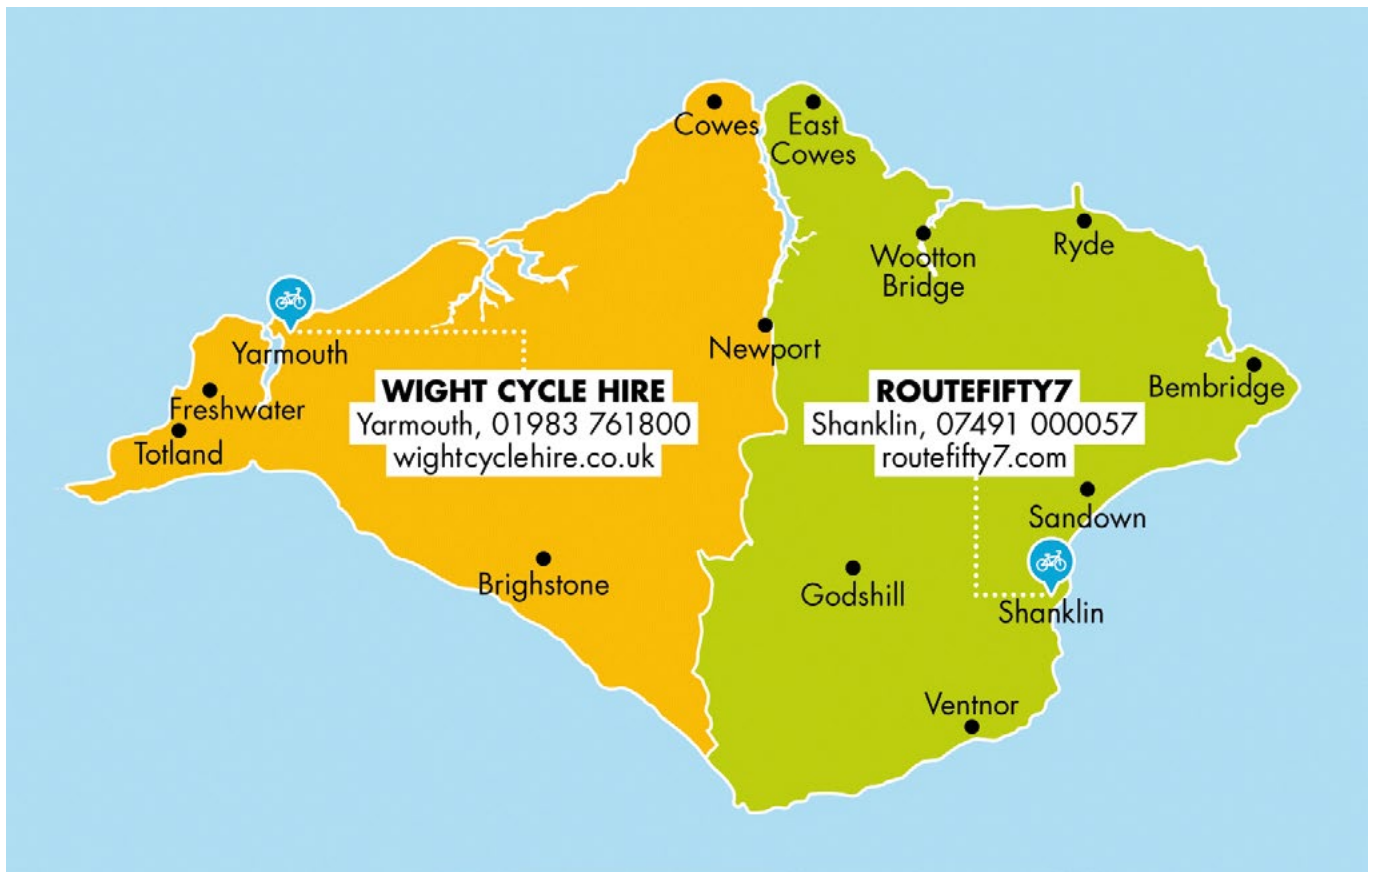 Cowes
East
Cowes
Wootton
Bridge
Ryde
Yarmouth
Newport
Freshwater
Totland
WIGHT CYCLE HIRE
Yarmouth, 01983 761800
wightcyclehire.co.uk
ROUTEFIFTY7
Shanklin, 07491 000057
routefifty7.com
Bembridge
Sandown
Brighstone
Godshill
Shanklin
Ventnor